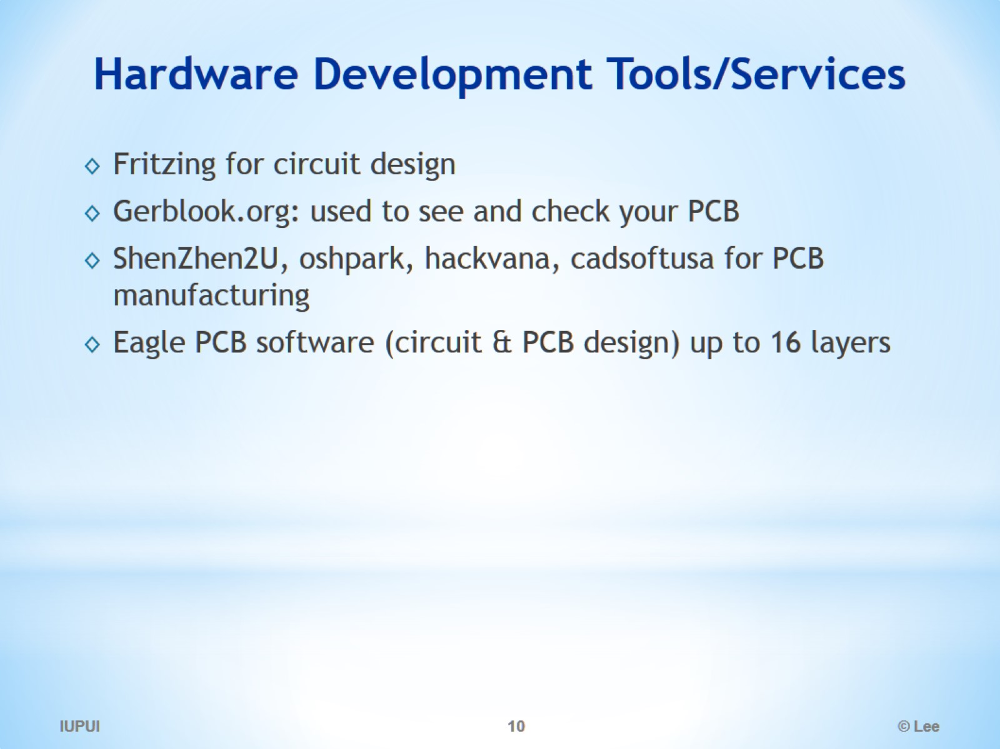 Hardware Development Tools/Services
◇ Fritzing for circuit design
◇ Gerblook.org: used to see and check your PCB
◇ ShenZhen2U, oshpark, hackvana, cadsoftusa for PCB
manufacturing
◇ Eagle PCB software (circuit & PCB design) up to 16 layers
IUPUI
10
© Lee